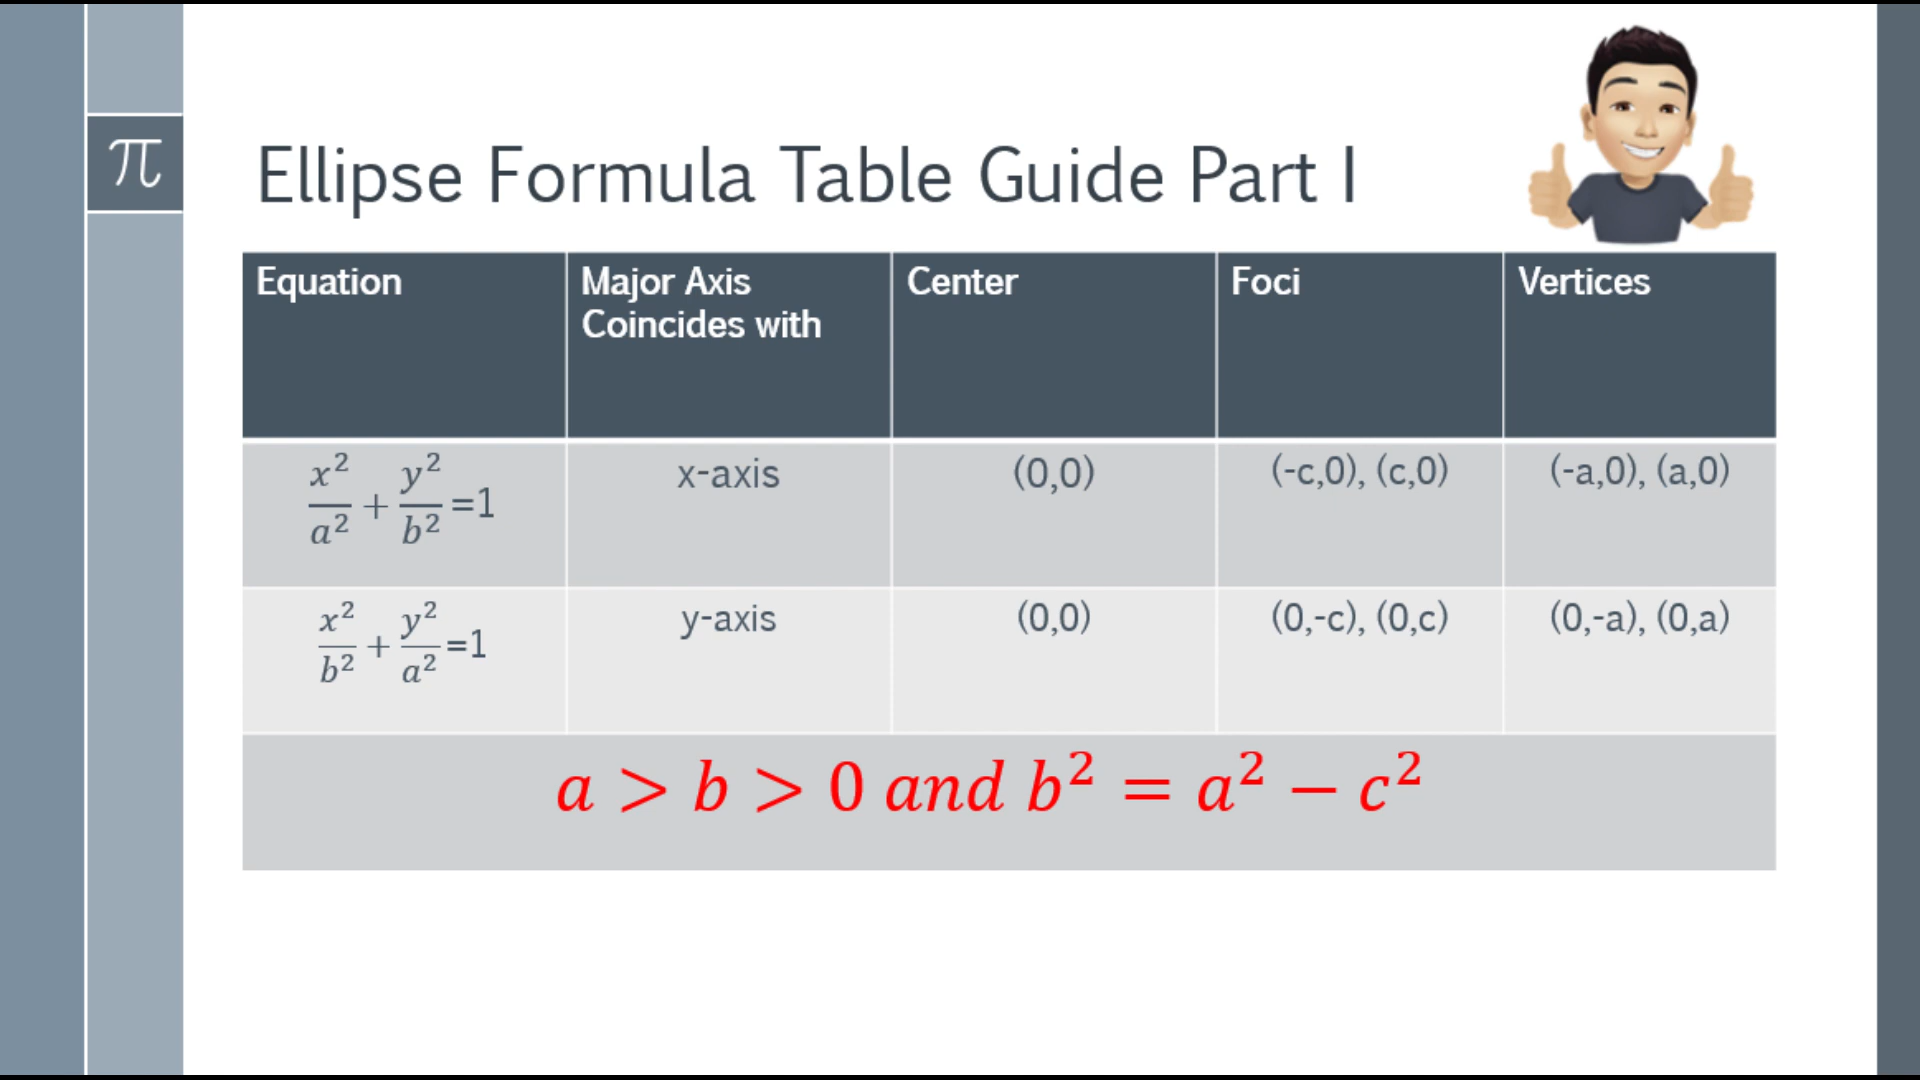 π
Ellipse Formula Table Guide Part I
Equation | Major Axis Coincides with | Center | Foci | Vertices
x²/a² + y²/b² =1 | x-axis | (0,0) | (-c,0), (c,0) | (-a,0), (a,0)
x²/b² + y²/a² =1 | y-axis | (0,0) | (0,-c), (0,c) | (0,-a), (0,a)
a > b > 0 and b² = a² − c²